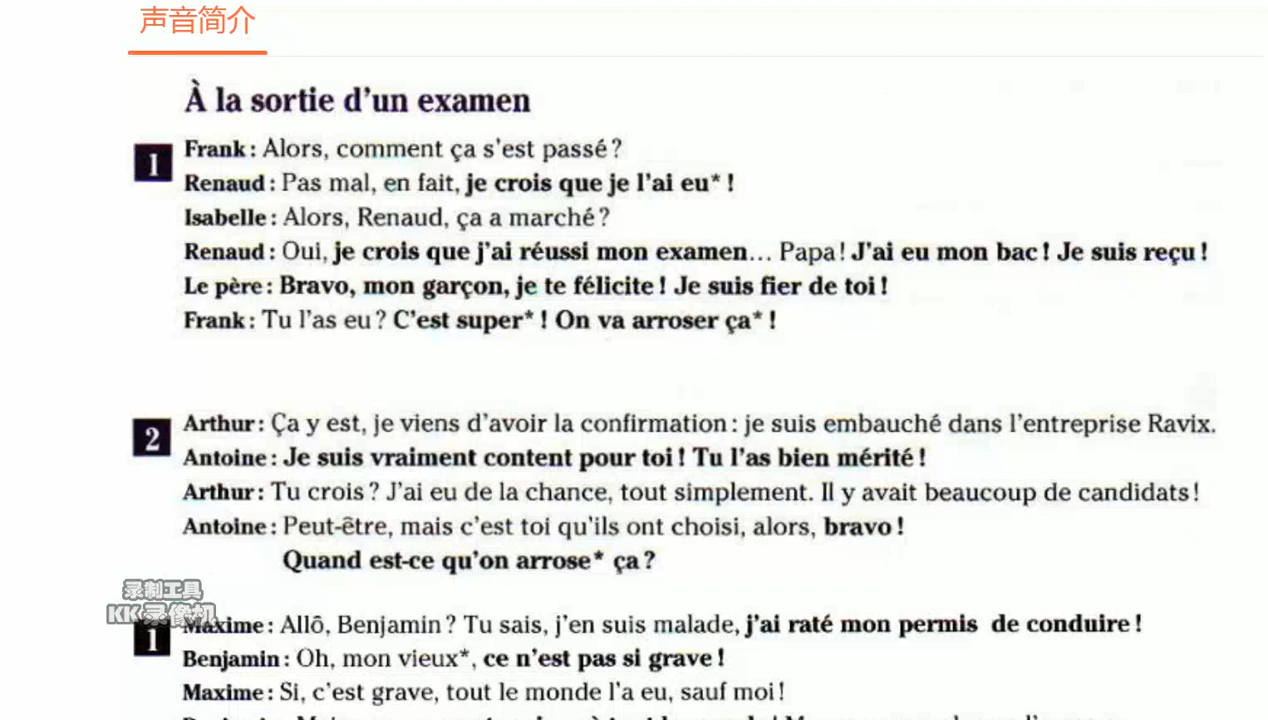 声音简介
À la sortie d'un examen
1
Frank : Alors, comment ça s'est passé ?
Renaud : Pas mal, en fait, je crois que je l'ai eu* !
Isabelle : Alors, Renaud, ça a marché ?
Renaud : Oui, je crois que j'ai réussi mon examen... Papa ! J'ai eu mon bac ! Je suis reçu !
Le père : Bravo, mon garçon, je te félicite ! Je suis fier de toi !
Frank : Tu l'as eu ? C'est super* ! On va arroser ça* !
2
Arthur : Ça y est, je viens d'avoir la confirmation : je suis embauché dans l'entreprise Ravix.
Antoine : Je suis vraiment content pour toi ! Tu l'as bien mérité !
Arthur : Tu crois ? J'ai eu de la chance, tout simplement. Il y avait beaucoup de candidats !
Antoine : Peut-être, mais c'est toi qu'ils ont choisi, alors, bravo !
Quand est-ce qu'on arrose* ça ?
录制工具
KK录像机
1
Maxime : Allô, Benjamin ? Tu sais, j'en suis malade, j'ai raté mon permis de conduire !
Benjamin : Oh, mon vieux*, ce n'est pas si grave !
Maxime : Si, c'est grave, tout le monde l'a eu, sauf moi !